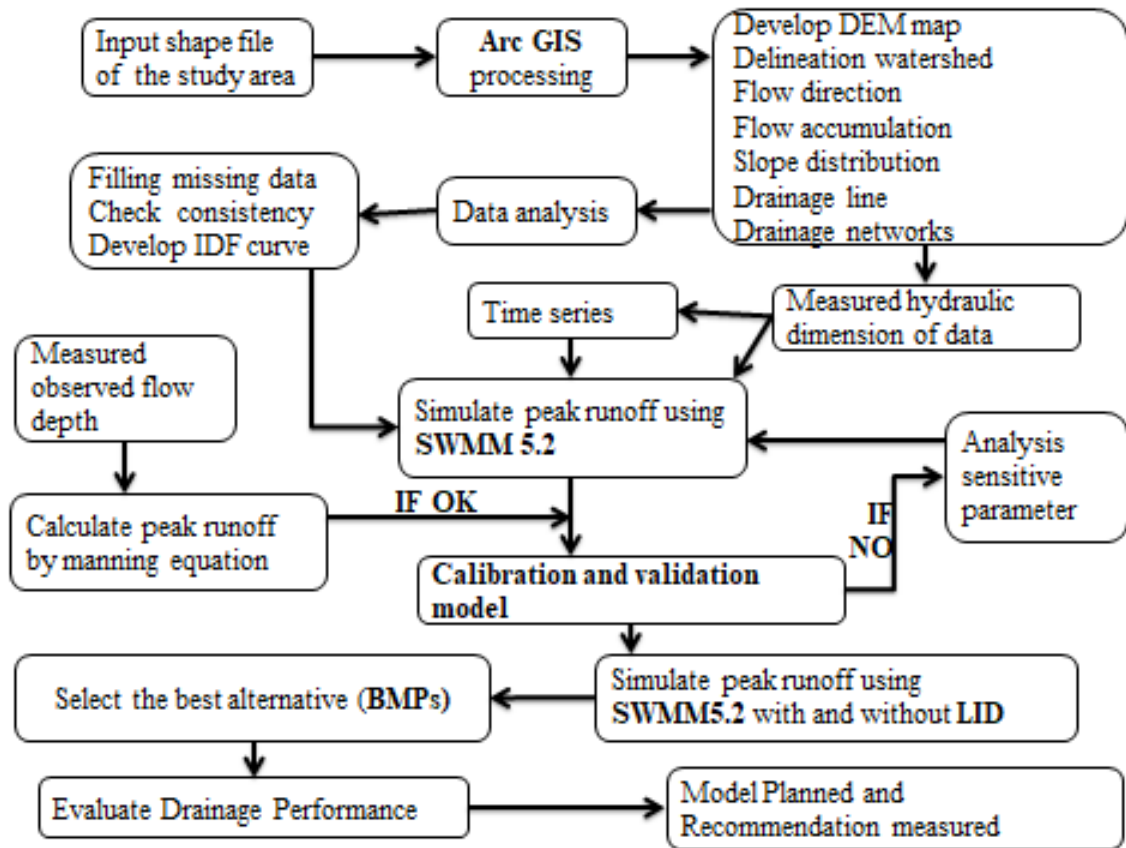 Input shape file
of the study area
Arc GIS
processing
Develop DEM map
Delineation watershed
Flow direction
Flow accumulation
Slope distribution
Drainage line
Drainage networks
Filling missing data
Check consistency
Develop IDF curve
Data analysis
Time series
Measured hydraulic
dimension of data
Measured
observed flow
depth
Simulate peak runoff using
SWMM 5.2
Analysis
sensitive
parameter
Calculate peak runoff
by manning equation
IF OK
IF
NO
Calibration and validation
model
Select the best alternative (BMPs)
Simulate peak runoff using
SWMM5.2 with and without LID
Evaluate Drainage Performance
Model Planned and
Recommendation measured